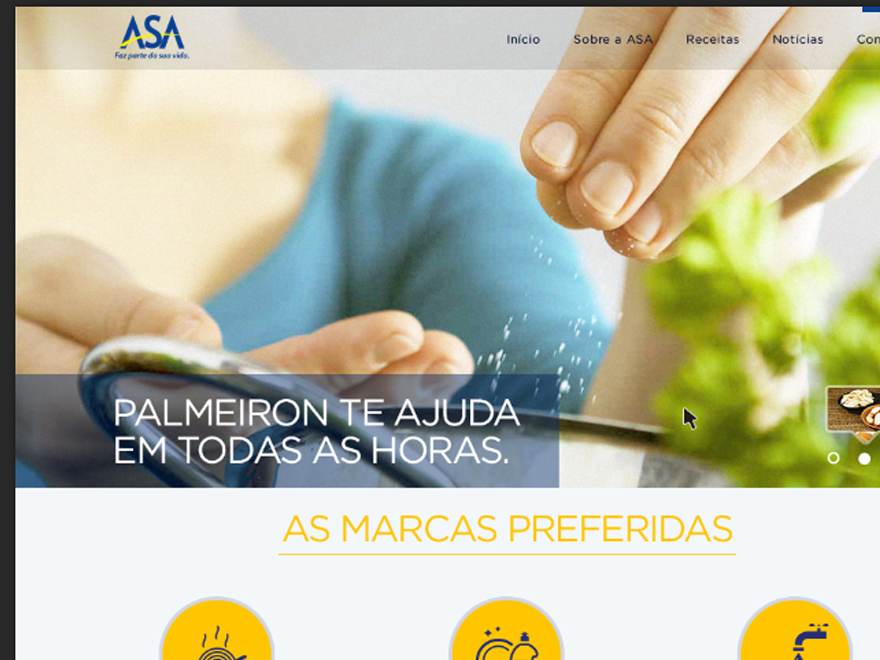 ASA
Faz parte da sua vida.
Início
Sobre a ASA
Receitas
Notícias
PALMEIRON TE AJUDA
EM TODAS AS HORAS.
AS MARCAS PREFERIDAS